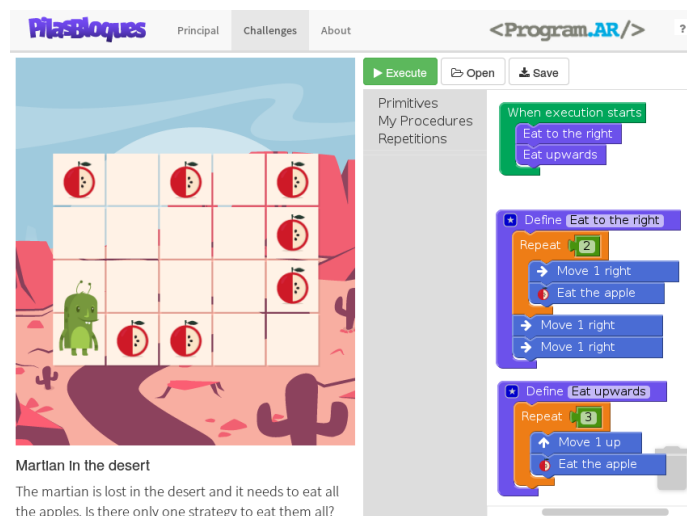 PilasBloques
Principal
Challenges
About
<Program.AR/>
?
Execute
Open
Save
Primitives
My Procedures
Repetitions
When execution starts
Eat to the right
Eat upwards
Define Eat to the right
Repeat 2
Move 1 right
Eat the apple
Move 1 right
Move 1 right
Define Eat upwards
Repeat 3
Move 1 up
Eat the apple
Martian in the desert
The martian is lost in the desert and it needs to eat all
the apples. Is there only one strategy to eat them all?